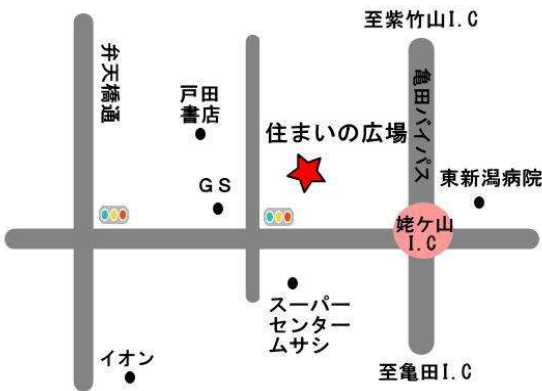 至紫竹山I.C
弁天橋通
戸田
書店
亀田バイパス
住まいの広場
東新潟病院
GS
姥ケ山
I.C
スーパー
センター
ムサシ
イオン
至亀田I.C